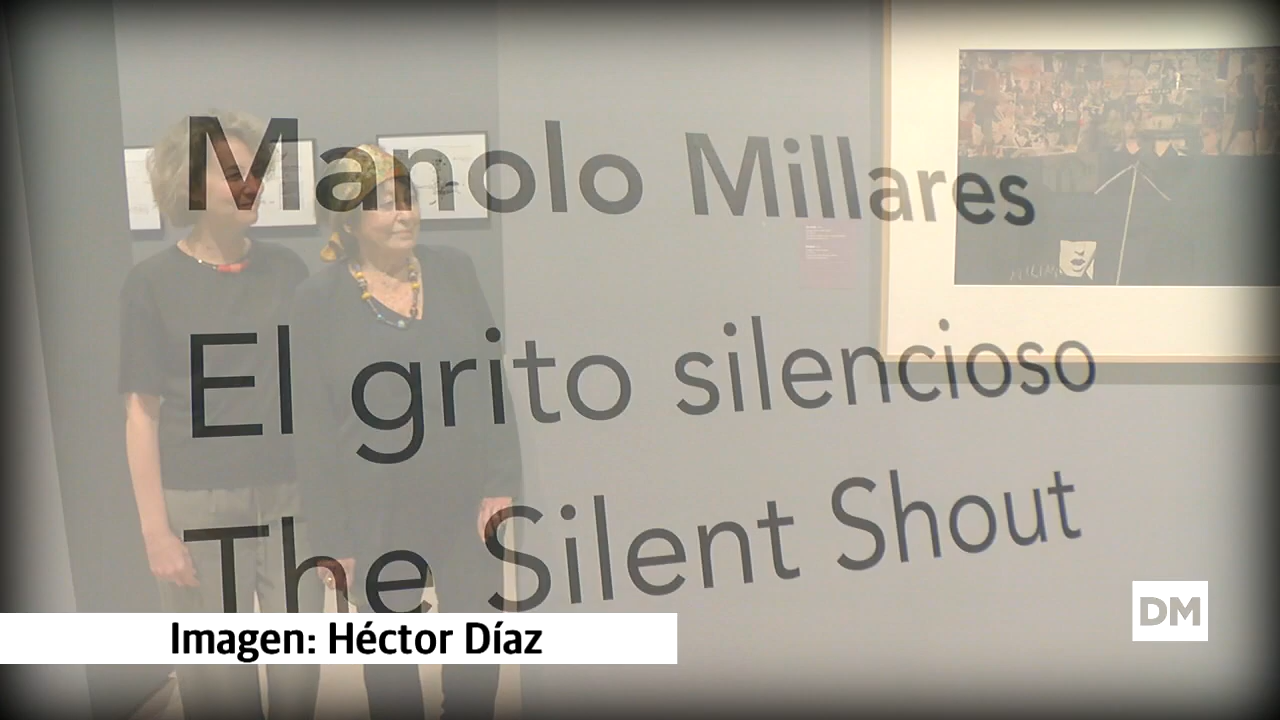 Manolo Millares
El grito silencioso
The Silent Shout
Imagen: Héctor Díaz
DM